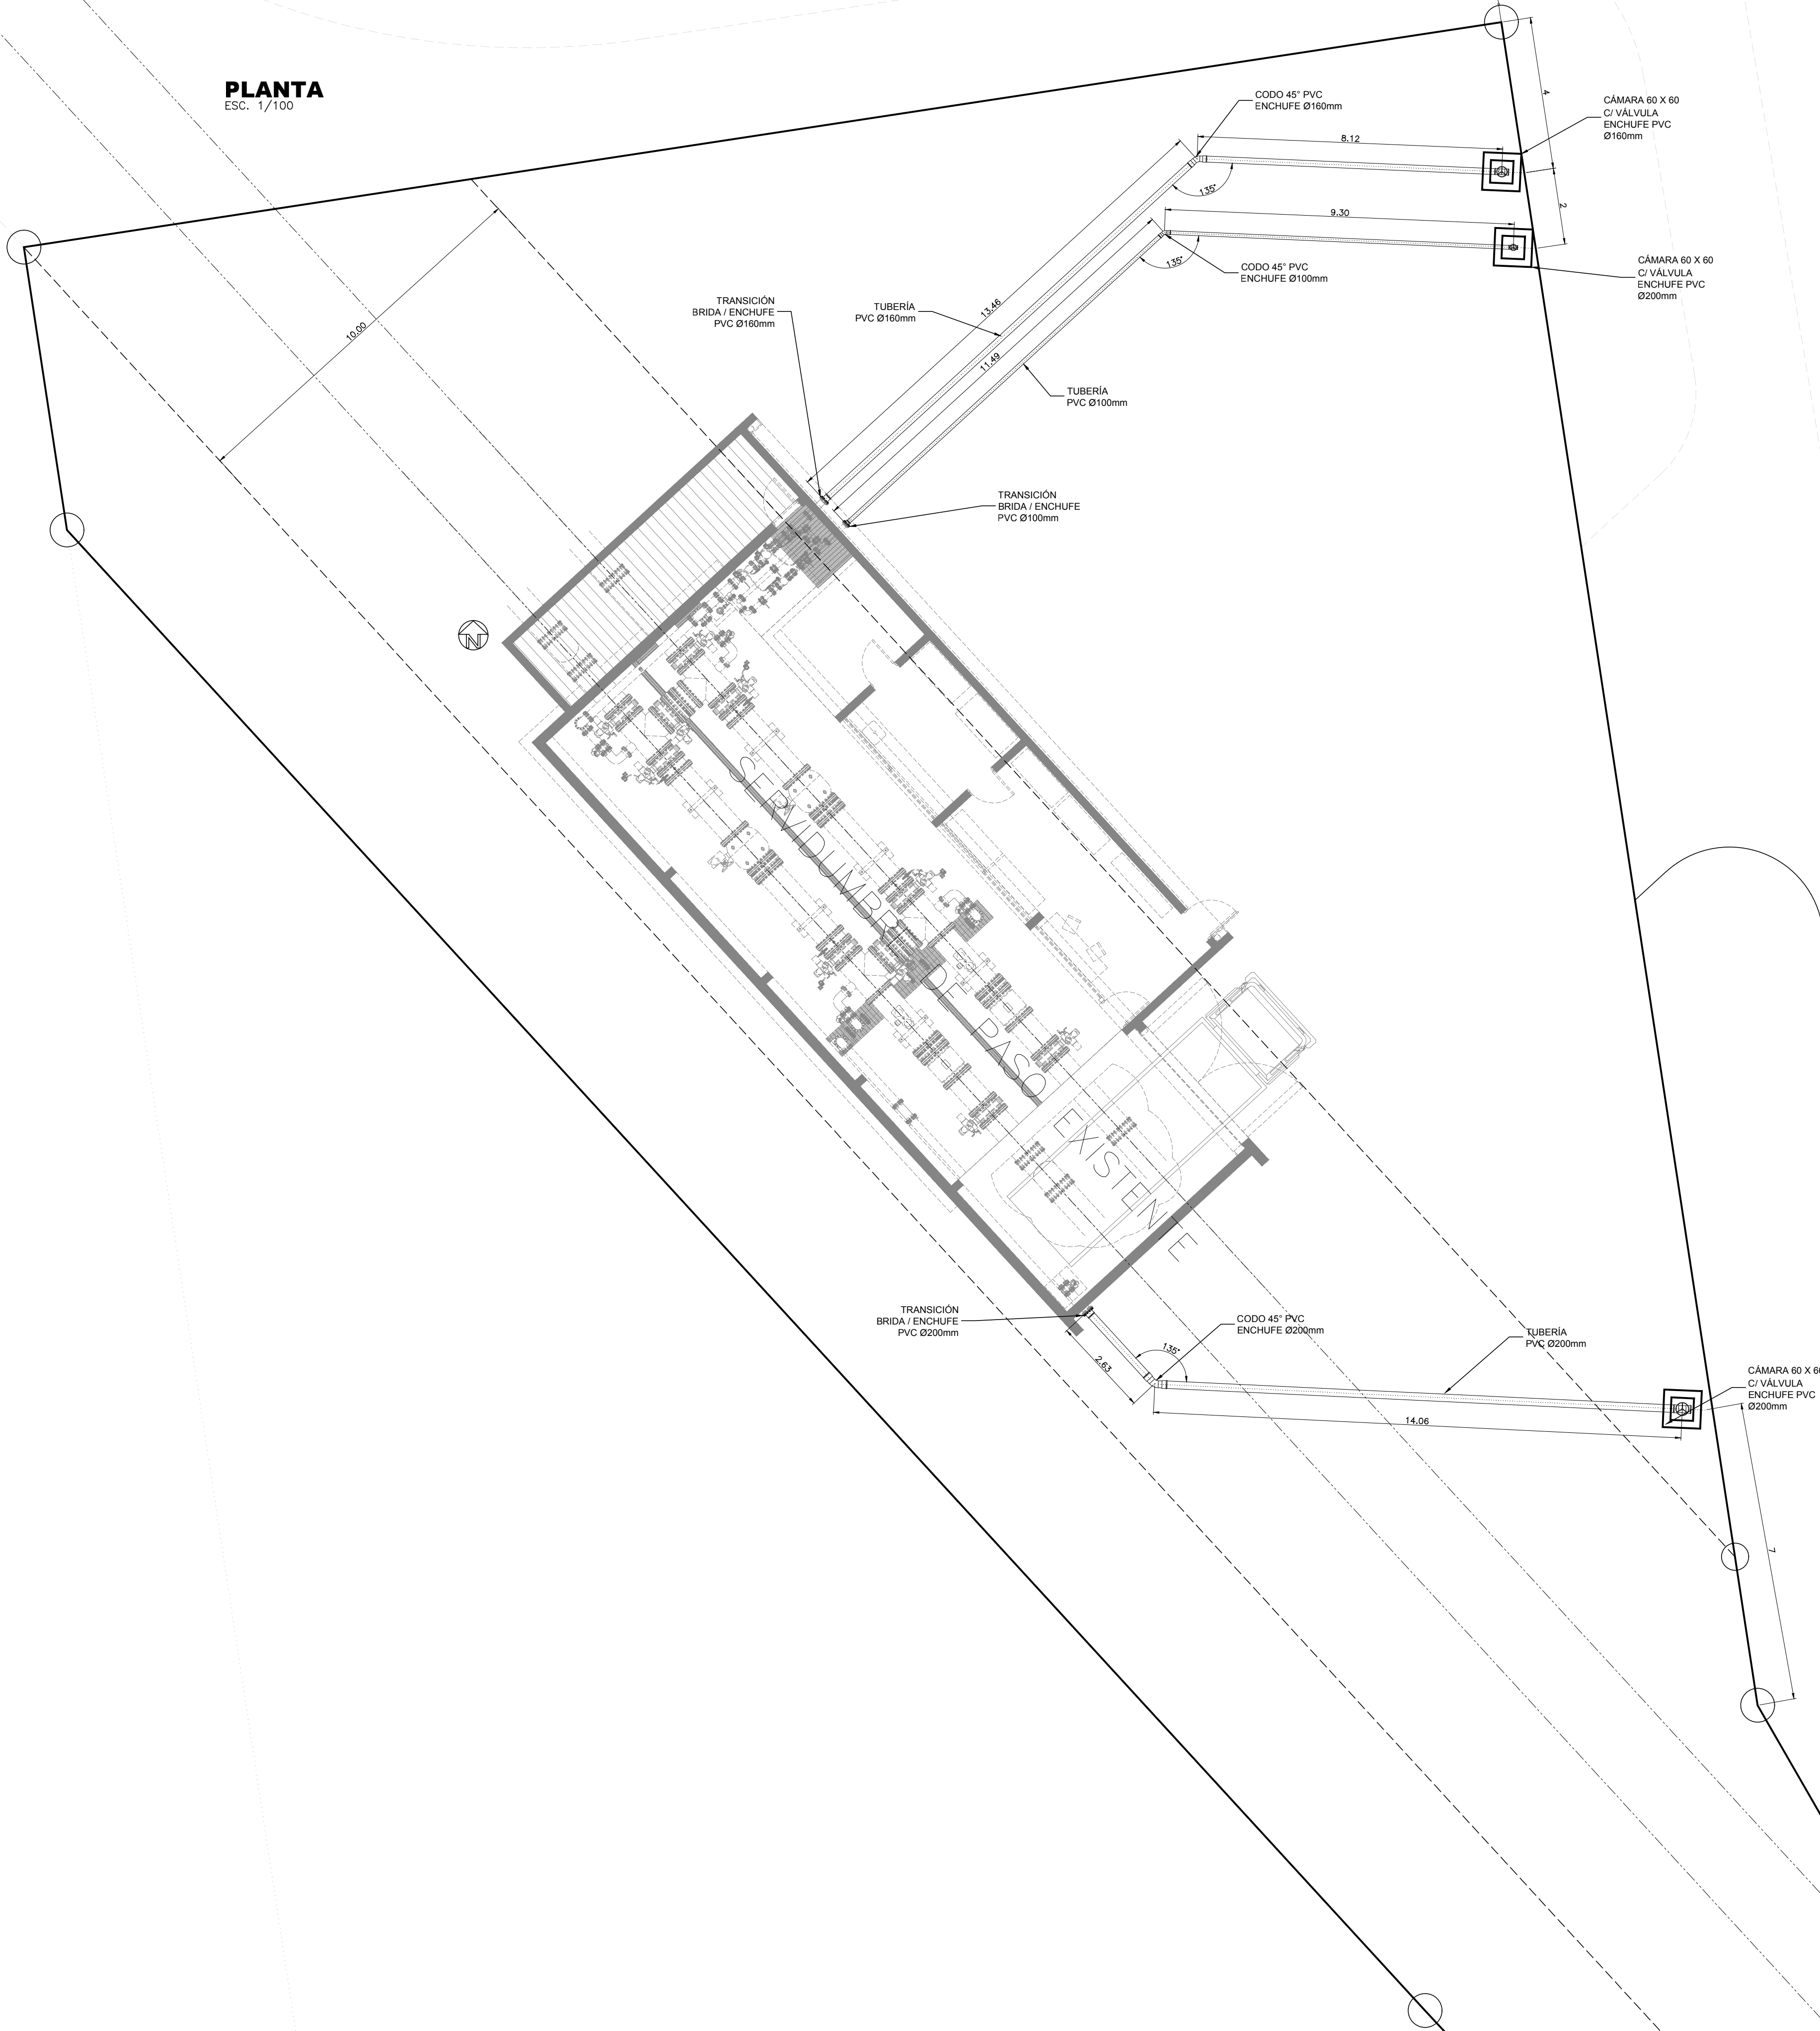 PLANTA
ESC. 1/100
CODO 45° PVC
ENCHUFE Ø160mm
CÁMARA 60 X 60
C/ VÁLVULA
ENCHUFE PVC
Ø160mm
4
8.12
135°
2
9.30
135°
CODO 45° PVC
ENCHUFE Ø100mm
CÁMARA 60 X 60
C/ VÁLVULA
ENCHUFE PVC
Ø200mm
TRANSICIÓN
BRIDA / ENCHUFE
PVC Ø160mm
TUBERÍA
PVC Ø160mm
13.46
10.00
11.49
TUBERÍA
PVC Ø100mm
TRANSICIÓN
BRIDA / ENCHUFE
PVC Ø100mm
N
SERVIDUMBRE DE PASO EXISTENTE
TRANSICIÓN
BRIDA / ENCHUFE
PVC Ø200mm
CODO 45° PVC
ENCHUFE Ø200mm
135°
2.63
TUBERÍA
PVC Ø200mm
CÁMARA 60 X 60
C/ VÁLVULA
ENCHUFE PVC
Ø200mm
14.06
7